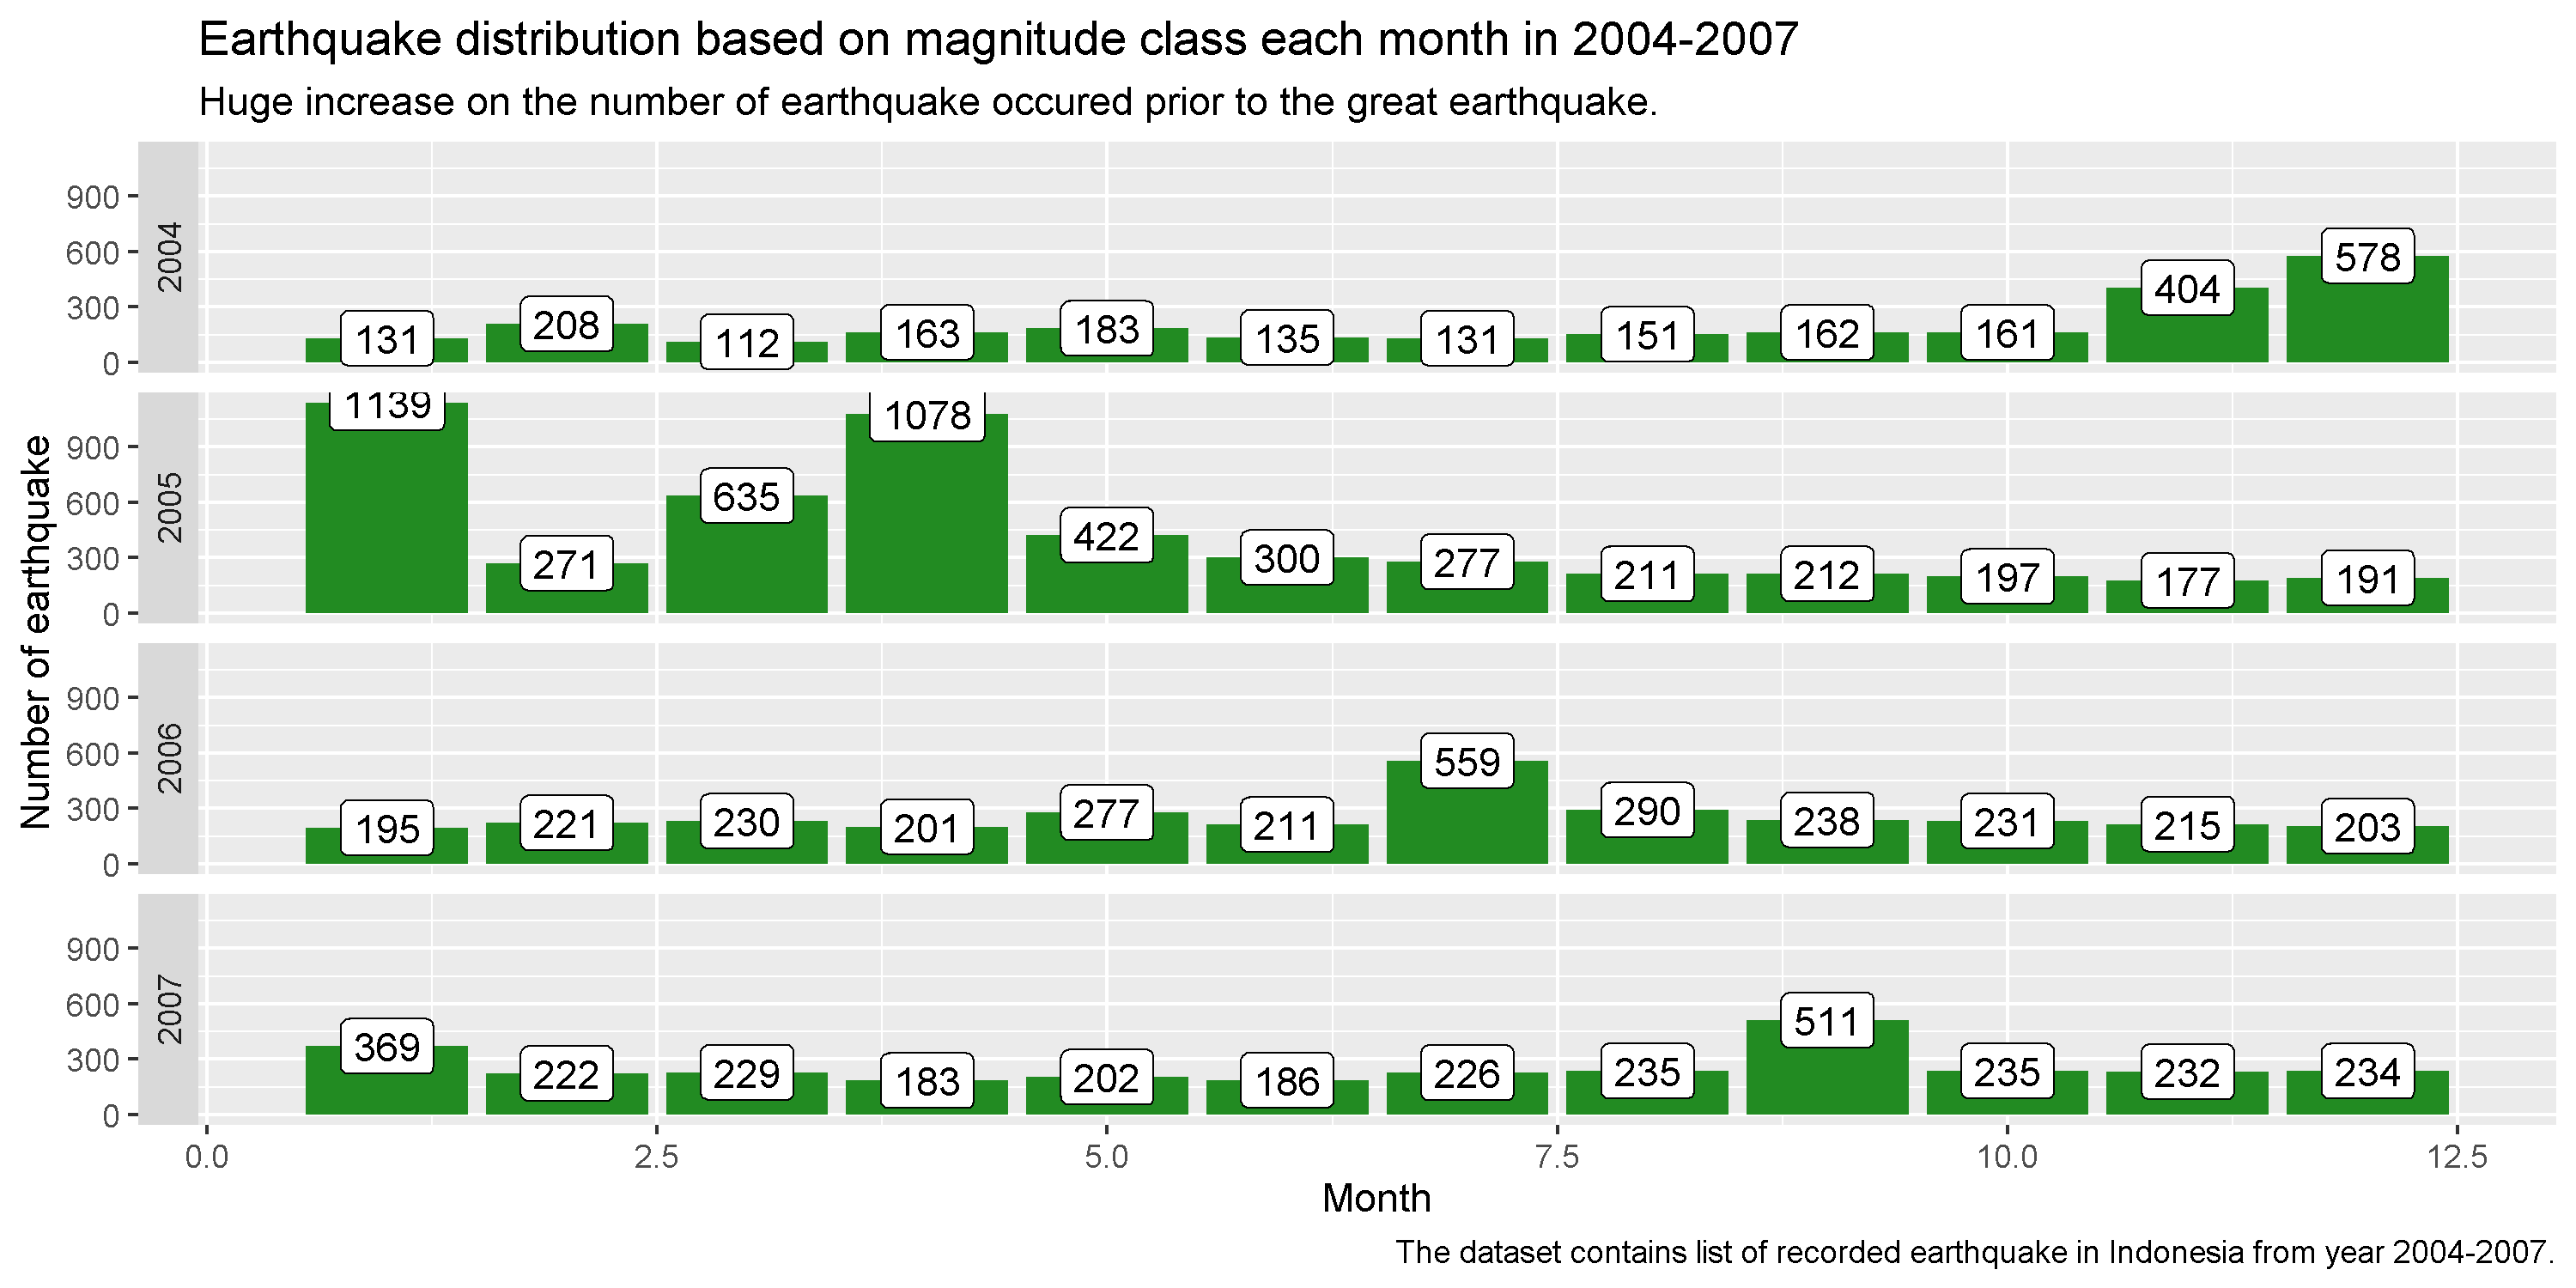 Earthquake distribution based on magnitude class each month in 2004-2007
Huge increase on the number of earthquake occured prior to the great earthquake.
Number of earthquake
2004
900
600
300
0
131 208 112 163 183 135 131 151 162 161 404 578
2005
900
600
300
0
1139 271 635 1078 422 300 277 211 212 197 177 191
2006
900
600
300
0
195 221 230 201 277 211 559 290 238 231 215 203
2007
900
600
300
0
369 222 229 183 202 186 226 235 511 235 232 234
0.0 2.5 5.0 7.5 10.0 12.5
Month
The dataset contains list of recorded earthquake in Indonesia from year 2004-2007.